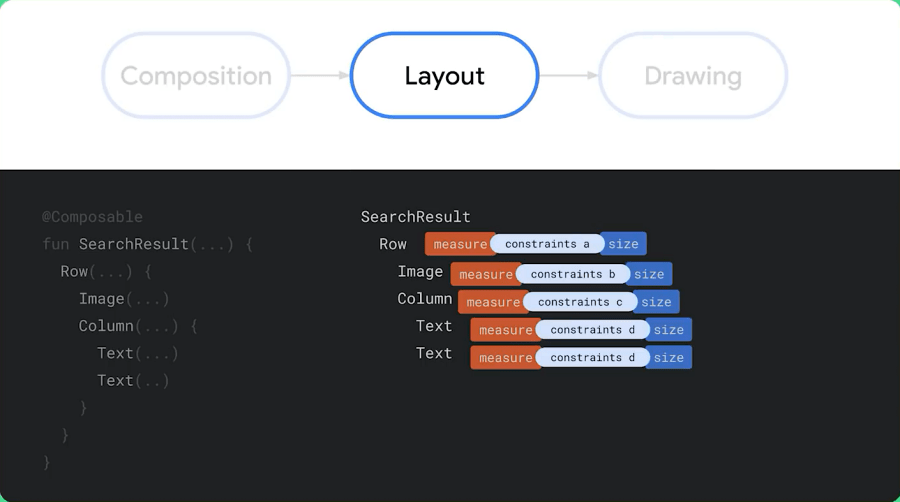 Composition
Layout
Drawing
@Composable
fun SearchResult(...) {
Row(...) {
Image(...)
Column(...) {
Text(...)
Text(..)
}
}
}
SearchResult
Row measure constraints a size
Image measure constraints b size
Column measure constraints c size
Text measure constraints d size
Text measure constraints d size